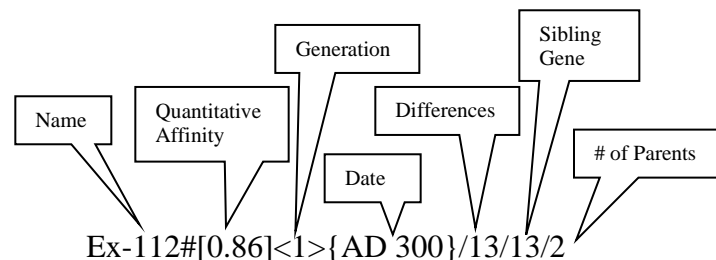 Generation
Sibling
Gene
Name
Quantitative
Affinity
Differences
Date
# of Parents
Ex-112#[0.86]<1>{AD 300}/13/13/2